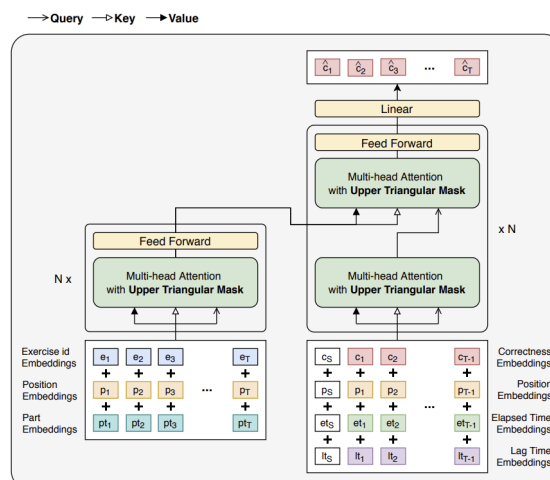 Query Key Value
ĉ1 ĉ2 ĉ3 ... ĉT
Linear
Feed Forward
Multi-head Attention
with Upper Triangular Mask
x N
Feed Forward
N x
Multi-head Attention
with Upper Triangular Mask
Multi-head Attention
with Upper Triangular Mask
Exercise id
Embeddings
e1 e2 e3 eT
+ + + +
Position
Embeddings
p1 p2 p3 ... pT
+ + + +
Part
Embeddings
pt1 pt2 pt3 ptT
cS c1 c2 cT-1
Correctness
Embeddings
+ + + +
pS p1 p2 pT-1
Position
Embeddings
+ + + ... +
etS et1 et2 etT-1
Elapsed Time
Embeddings
+ + + +
ltS lt1 lt2 ltT-1
Lag Time
Embeddings